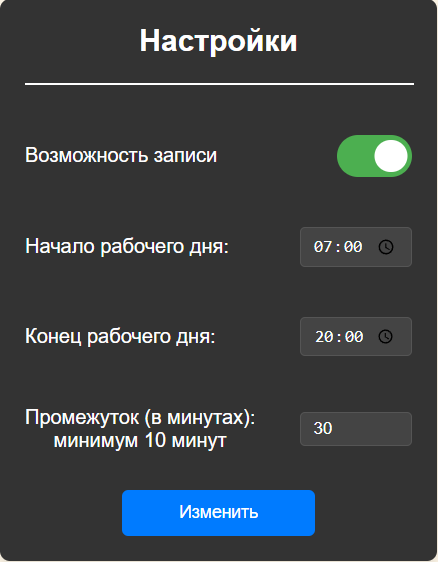 Настройки
Возможность записи
Начало рабочего дня:
07:00
Конец рабочего дня:
20:00
Промежуток (в минутах):
минимум 10 минут
30
Изменить